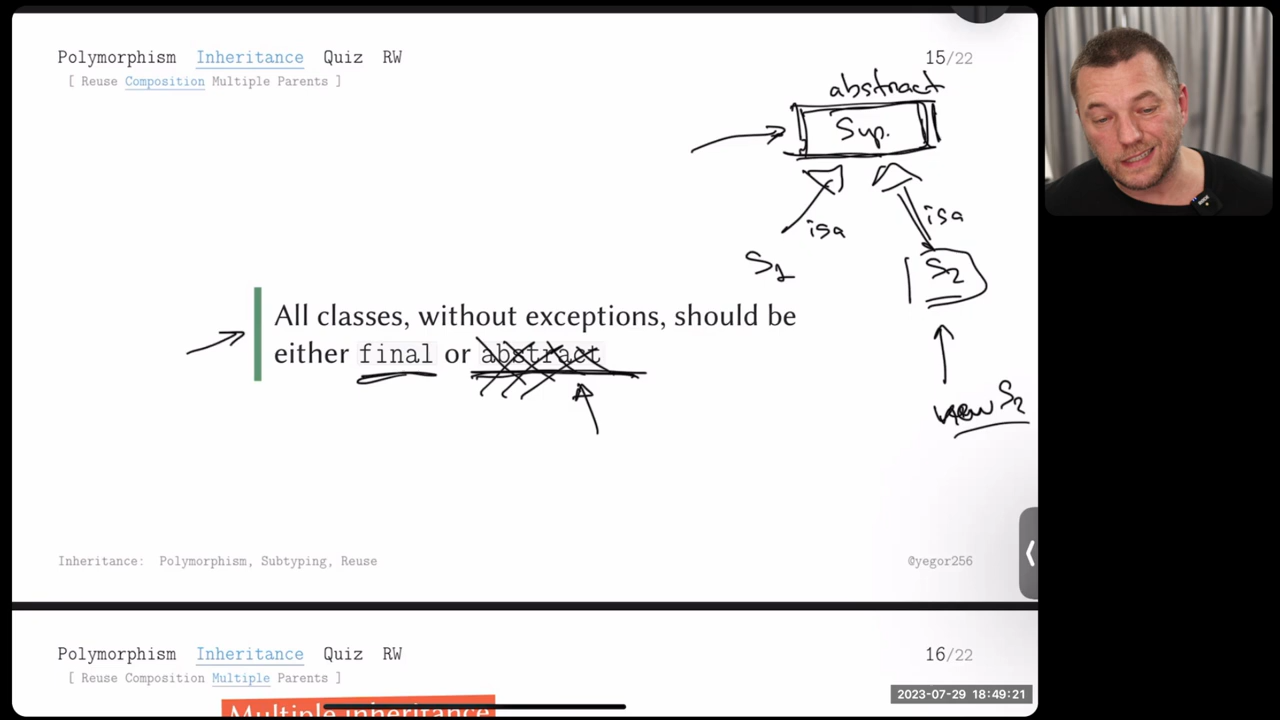 Polymorphism Inheritance Quiz RW
15/22
[ Reuse Composition Multiple Parents ]
abstract
Sup.
isa
isa
S1
S2
All classes, without exceptions, should be
either final or abstract
new S2
Inheritance: Polymorphism, Subtyping, Reuse
@yegor256
Polymorphism Inheritance Quiz RW
16/22
[ Reuse Composition Multiple Parents ]
Multiple Inheritance
2023-07-29 18:49:21